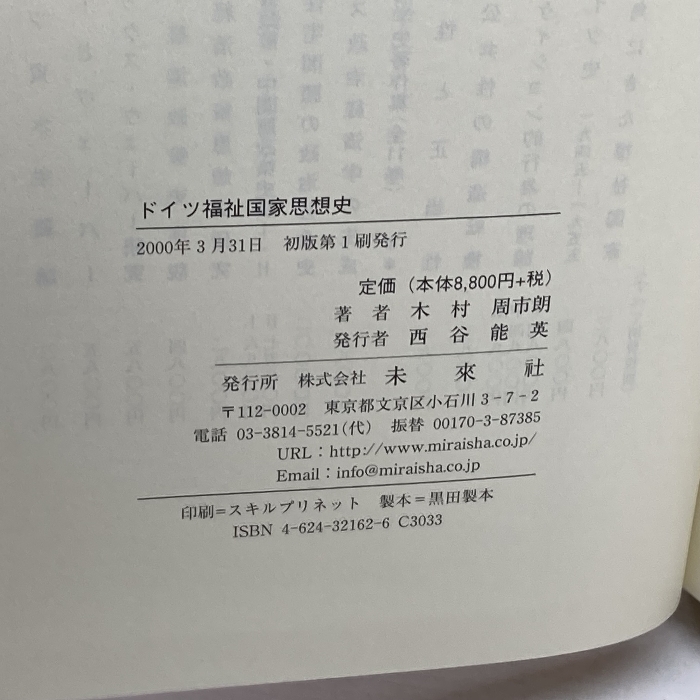 ドイツ福祉国家思想史
2000年3月31日　初版第1刷発行
定価（本体8,800円+税）
著　者　木　村　周市朗
発行者　西　谷　能　英
発行所　株式会社　未　來　社
〒112-0002　東京都文京区小石川3-7-2
電話 03-3814-5521(代)　振替 00170-3-87385
URL：http://www.miraisha.co.jp/
Email：info@miraisha.co.jp
印刷＝スキルプリネット　製本＝黒田製本
ISBN 4-624-32162-6 C3033